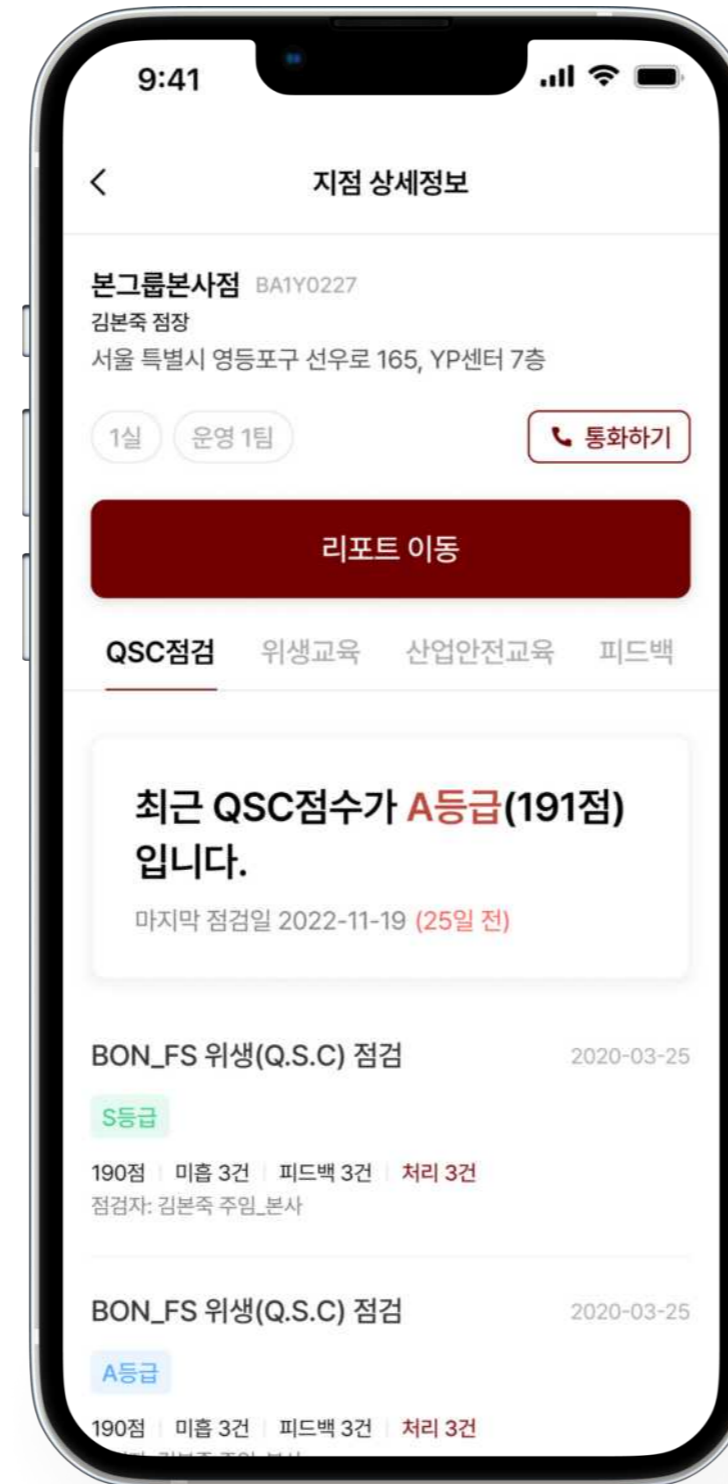 9:41
지점 상세정보
본그룹본사점 BA1Y0227
김본죽 점장
서울 특별시 영등포구 선우로 165, YP센터 7층
1실 운영 1팀 통화하기
리포트 이동
QSC점검 위생교육 산업안전교육 피드백
최근 QSC점수가 A등급(191점)
입니다.
마지막 점검일 2022-11-19 (25일 전)
BON_FS 위생(Q.S.C) 점검 2020-03-25
S등급
190점 미흡 3건 피드백 3건 처리 3건
점검자: 김본죽 주임_본사
BON_FS 위생(Q.S.C) 점검 2020-03-25
A등급
190점 미흡 3건 피드백 3건 처리 3건